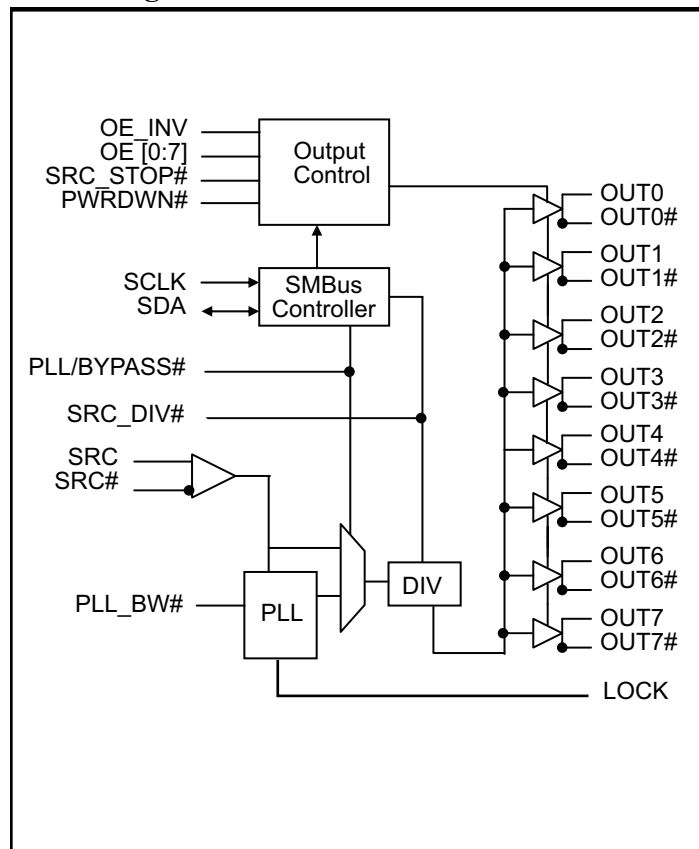 OE_INV
OE [0:7]
SRC_STOP#
PWRDWN#
Output
Control
SCLK
SDA
SMBus
Controller
PLL/BYPASS#
SRC_DIV#
SRC
SRC#
PLL_BW#
PLL
DIV
OUT0
OUT0#
OUT1
OUT1#
OUT2
OUT2#
OUT3
OUT3#
OUT4
OUT4#
OUT5
OUT5#
OUT6
OUT6#
OUT7
OUT7#
LOCK